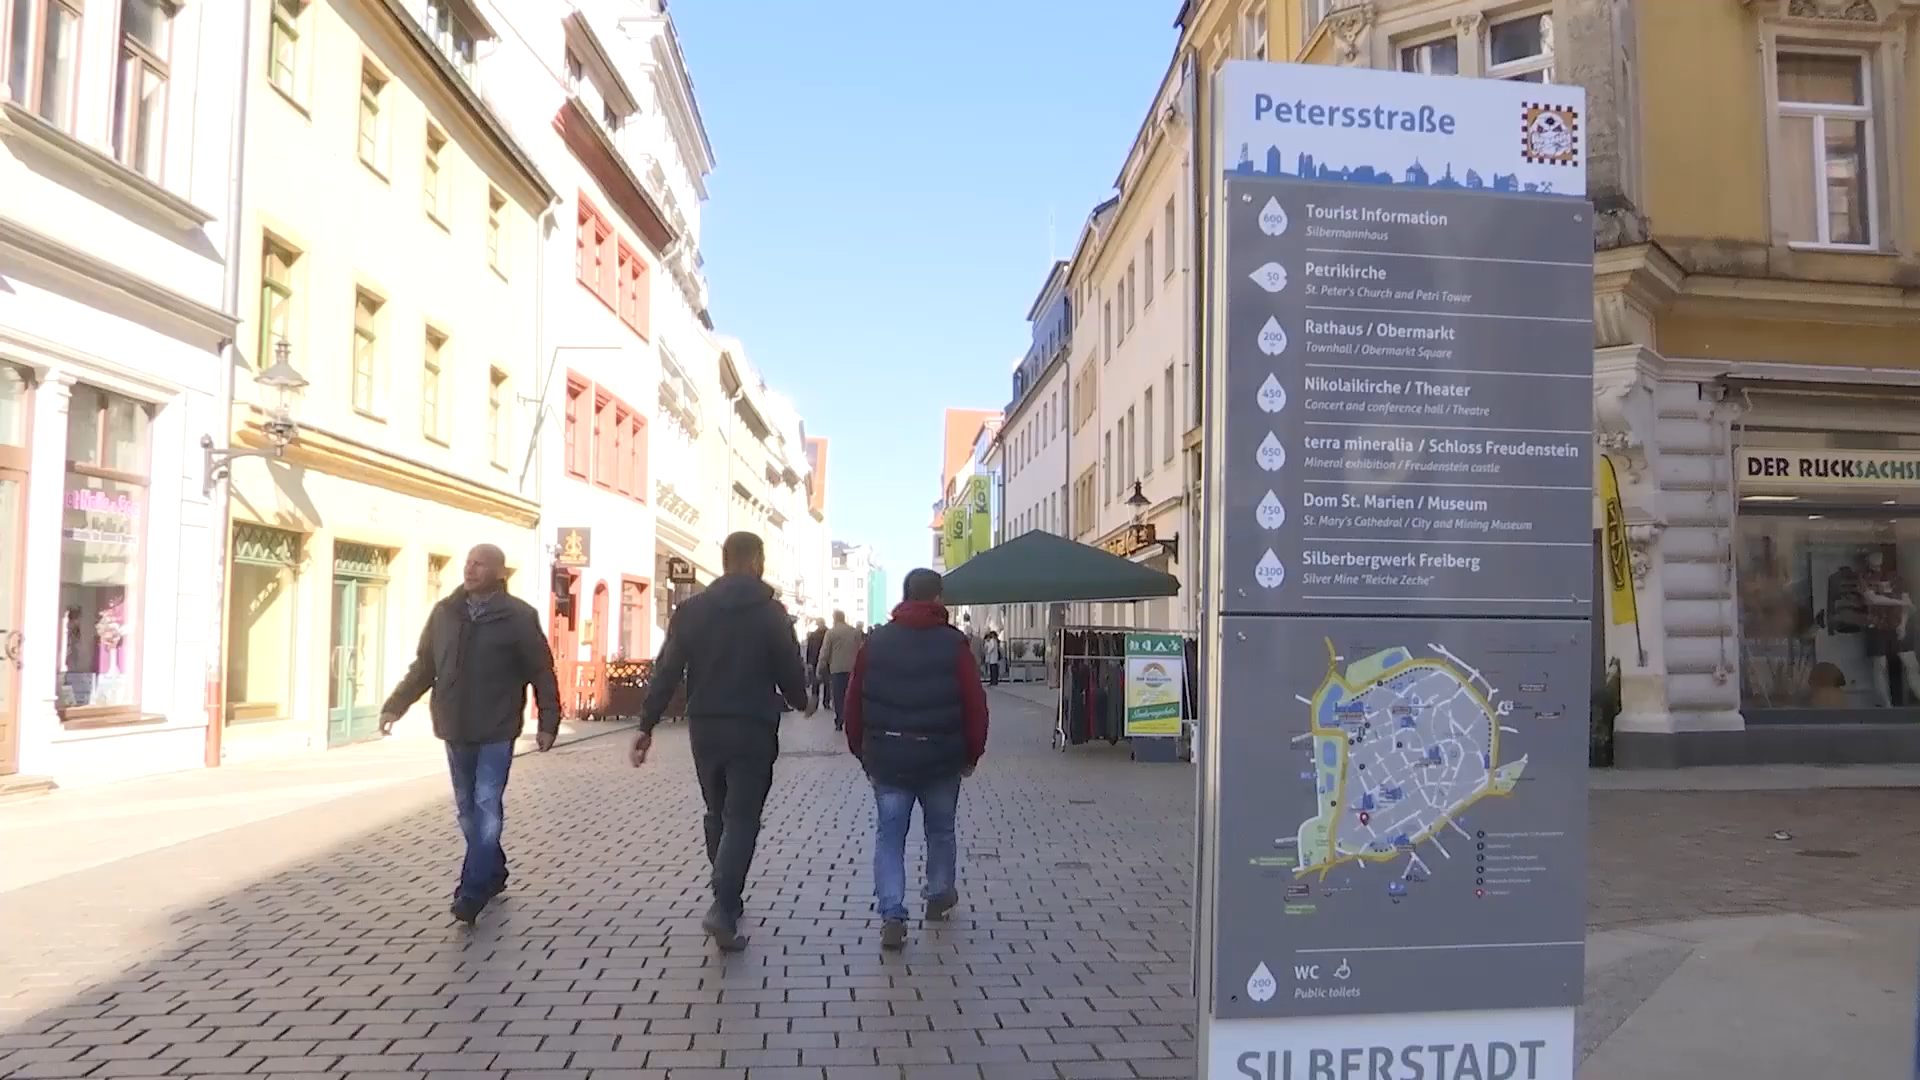 Petersstraße
600
Tourist Information
Silbermannhaus
50
Petrikirche
St. Peter's Church and Petri Tower
200
Rathaus / Obermarkt
Townhall / Obermarkt Square
450
Nikolaikirche / Theater
Concert and conference hall / Theatre
650
terra mineralia / Schloss Freudenstein
Mineral exhibition / Freudenstein castle
750
Dom St. Marien / Museum
St. Mary's Cathedral / City and Mining Museum
2300
Silberbergwerk Freiberg
Silver Mine "Reiche Zeche"
200
WC
Public toilets
SILBERSTADT
DER RUCKSACHS